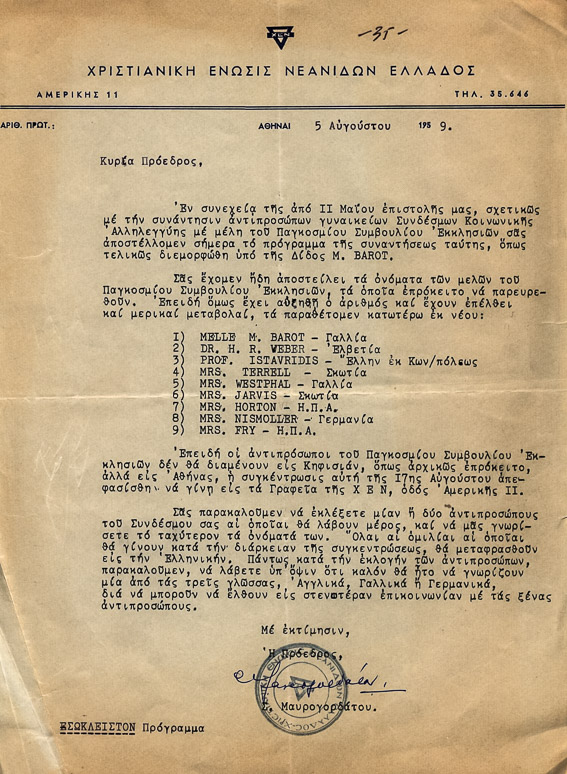 -35-
ΧΕΝ
ΧΡΙΣΤΙΑΝΙΚΗ ΕΝΩΣΙΣ ΝΕΑΝΙΔΩΝ ΕΛΛΑΔΟΣ
ΑΜΕΡΙΚΗΣ 11 ΤΗΛ. 35.646
ΑΡΙΘ. ΠΡΩΤ.: ΑΘΗΝΑΙ 5 Αὐγούστου 1959.
Κυρία Πρόεδρος,
Ἐν συνεχεία τῆς ἀπό ΙΙ Μαΐου ἐπιστολῆς μας, σχετικῶς
μέ τήν συνάντησιν ἀντιπροσώπων γυναικείων Συνδέσμων Κοινωνικῆς
Ἀλληλεγγύης μέ μέλη τοῦ Παγκοσμίου Συμβουλίου Ἐκκλησιῶν σᾶς
ἀποστέλλομεν σήμερα τό πρόγραμμα τῆς συναντήσεως ταύτης, ὅπως
τελικῶς διεμορφώθη ὑπό τῆς Δίδος M. BAROT.
Σᾶς ἔχομεν ἤδη ἀποστείλει τά ὀνόματα τῶν μελῶν τοῦ
Παγκοσμίου Συμβουλίου Ἐκκλησιῶν, τά ὁποῖα ἐπρόκειτο νά παρευρε-
θοῦν. Ἐπειδή ὅμως ἔχει αὐξηθῆ ὁ ἀριθμός καί ἔχουν ἐπέλθει
καί μερικαί μεταβολαί, τά παραθέτομεν κατωτέρω ἐκ νέου:
Ι) MELLE M. BAROT - Γαλλία
2) DR. H. R. WEBER - Ἑλβετία
3) PROF. ISTAVRIDIS - Ἕλλην ἐκ Κων/πόλεως
4) MRS. TERRELL - Σκωτία
5) MRS. WESTPHAL - Γαλλία
6) MRS. JARVIS - Σκωτία
7) MRS. HORTON - Η.Π.Α.
8) MRS. NISMOLLER - Γερμανία
9) MRS. FRY - Η.Π.Α.
Ἐπειδή οἱ ἀντιπρόσωποι τοῦ Παγκοσμίου Συμβουλίου Ἐκ-
κλησιῶν δέν θά διαμένουν εἰς Κηφισιάν, ὅπως ἀρχικῶς ἐπρόκειτο,
ἀλλά εἰς Ἀθήνας, ἡ συγκέντρωσις αὐτή τῆς Ι7ης Αὐγούστου ἀπε-
φασίσθη νά γίνη εἰς τά Γραφεῖα τῆς Χ Ε Ν, ὁδός Ἀμερικῆς ΙΙ.
Σᾶς παρακαλοῦμεν νά ἐκλέξετε μίαν ἤ δύο ἀντιπροσώπους
τοῦ Συνδέσμου σας αἱ ὁποῖαι θά λάβουν μέρος, καί νά μᾶς γνωρί-
σετε τό ταχύτερον τά ὀνόματά των. Ὅλαι αἱ ὁμιλίαι αἱ ὁποῖαι
θά γίνουν κατά τήν διάρκειαν τῆς συγκεντρώσεως, θά μεταφρασθοῦν
εἰς τήν Ἑλληνικήν. Πάντως κατά τήν ἐκλογήν τῶν ἀντιπροσώπων,
παρακαλοῦμεν, νά λάβετε ὑπ'ὄψιν ὅτι καλόν θά ἦτο νά γνωρίζουν
μία ἀπό τάς τρεῖς γλώσσας, Ἀγγλικά, Γαλλικά ἤ Γερμανικά,
διά νά μποροῦν νά ἔλθουν εἰς στενωτέραν ἐπικοινωνίαν μέ τάς ξένας
ἀντιπροσώπους.
Μέ ἐκτίμησιν,
Ἡ Πρόεδρος,
Σ. Μαυρογορδάτου.
ΕΣΩΚΛΕΙΣΤΟΝ Πρόγραμμα